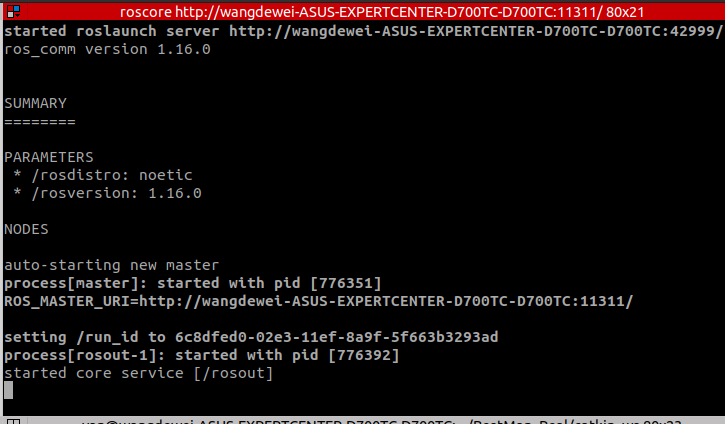 roscore http://wangdewei-ASUS-EXPERTCENTER-D700TC-D700TC:11311/ 80x21
started roslaunch server http://wangdewei-ASUS-EXPERTCENTER-D700TC-D700TC:42999/
ros_comm version 1.16.0
SUMMARY
========
PARAMETERS
* /rosdistro: noetic
* /rosversion: 1.16.0
NODES
auto-starting new master
process[master]: started with pid [776351]
ROS_MASTER_URI=http://wangdewei-ASUS-EXPERTCENTER-D700TC-D700TC:11311/
setting /run_id to 6c8dfed0-02e3-11ef-8a9f-5f663b3293ad
process[rosout-1]: started with pid [776392]
started core service [/rosout]